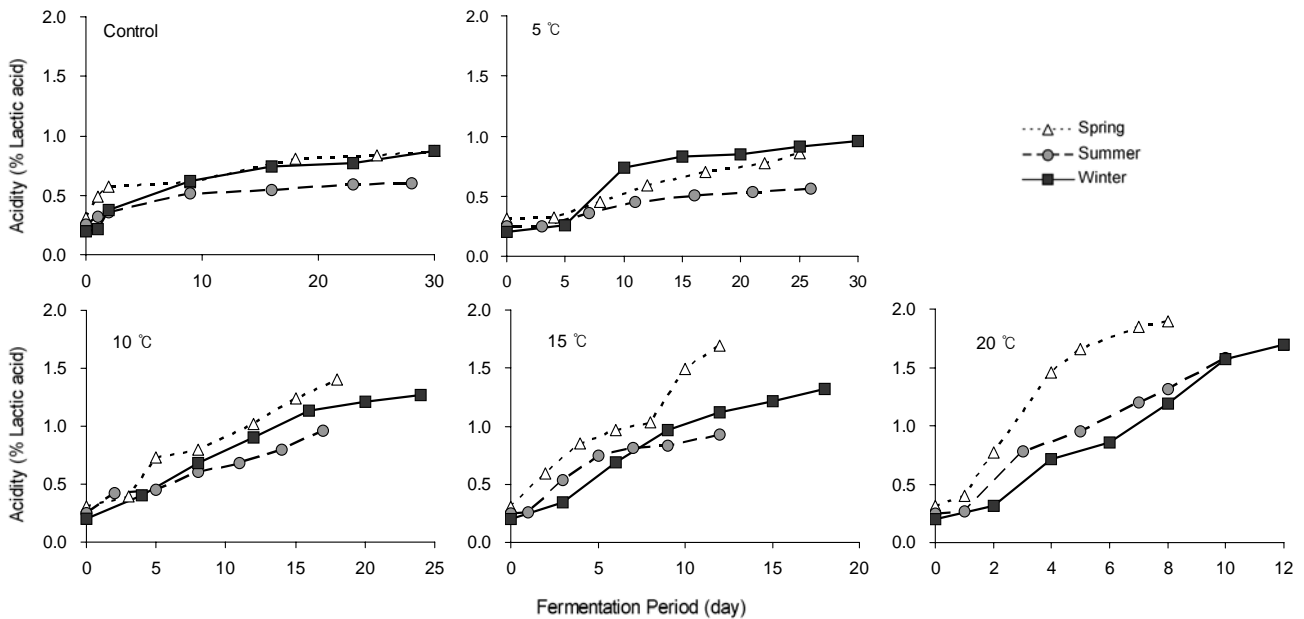 Control
5 ℃
Acidity (% Lactic acid)
2.0
1.5
1.0
0.5
0.0
0 10 20 30
2.0
1.5
1.0
0.5
0.0
0 5 10 15 20 25 30
Spring
Summer
Winter
10 ℃
15 ℃
20 ℃
Acidity (% Lactic acid)
2.0
1.5
1.0
0.5
0.0
0 5 10 15 20 25
2.0
1.5
1.0
0.5
0.0
0 5 10 15 20
2.0
1.5
1.0
0.5
0.0
0 2 4 6 8 10 12
Fermentation Period (day)